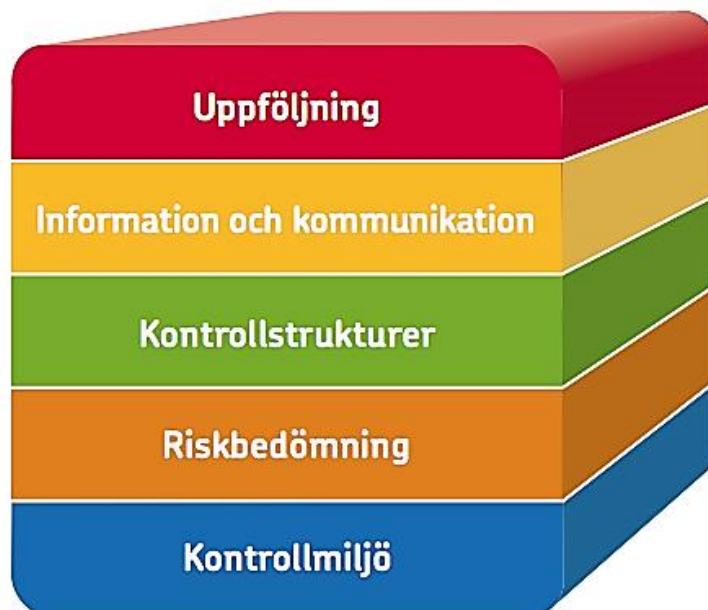 Uppföljning
Information och kommunikation
Kontrollstrukturer
Riskbedömning
Kontrollmiljö